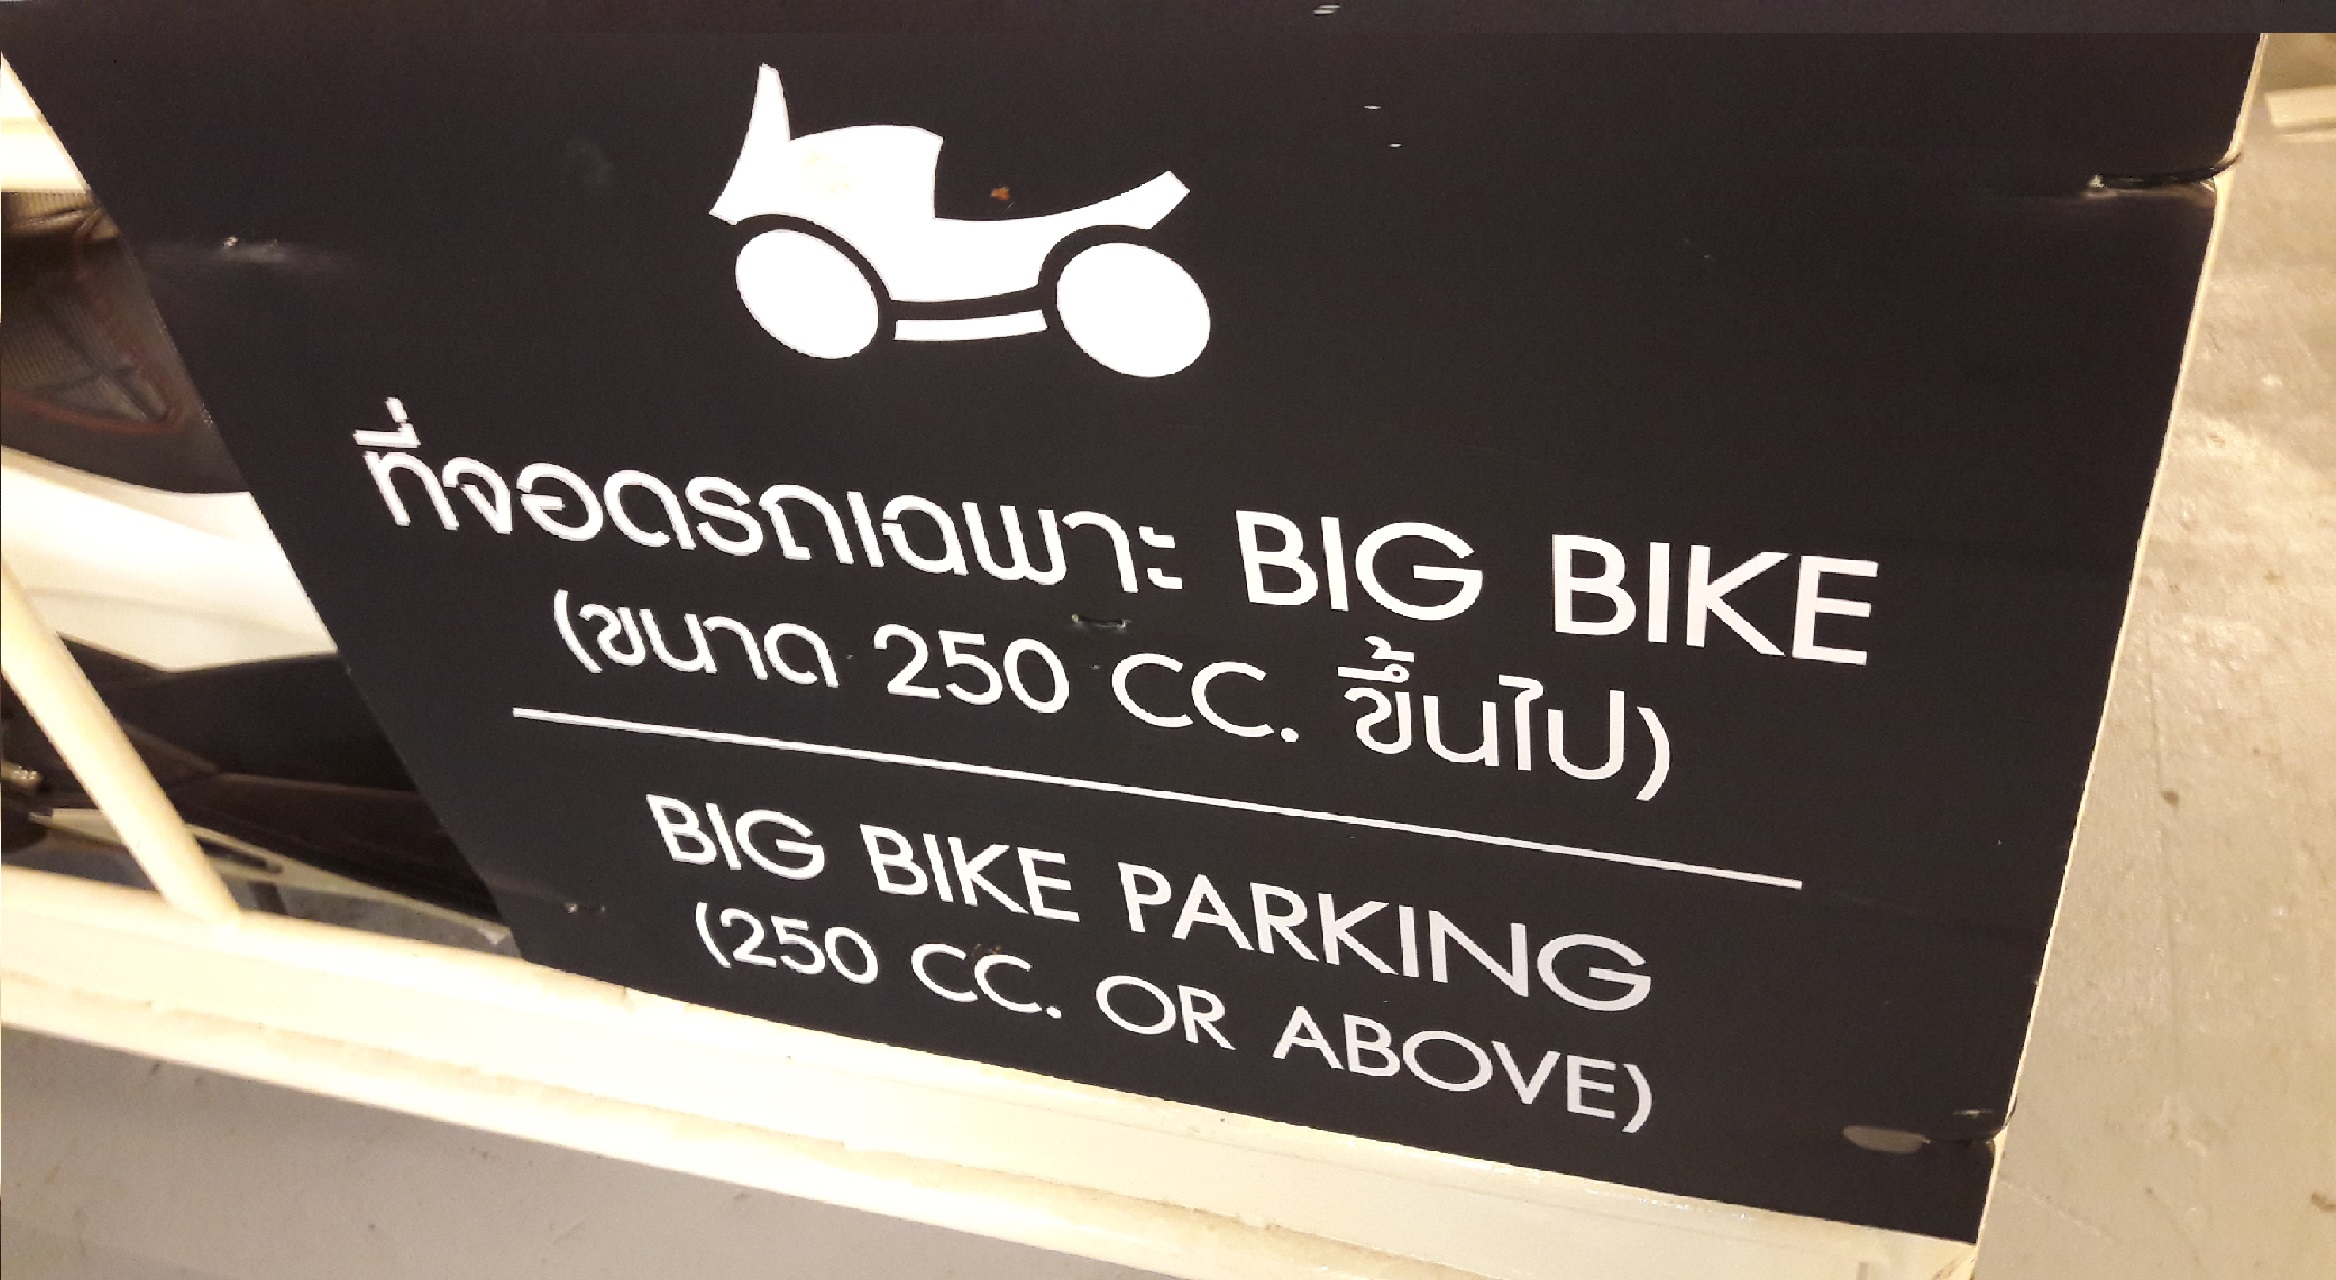 ที่จอดรถเฉพาะ BIG BIKE
(ขนาด 250 CC. ขึ้นไป)
BIG BIKE PARKING
(250 CC. OR ABOVE)